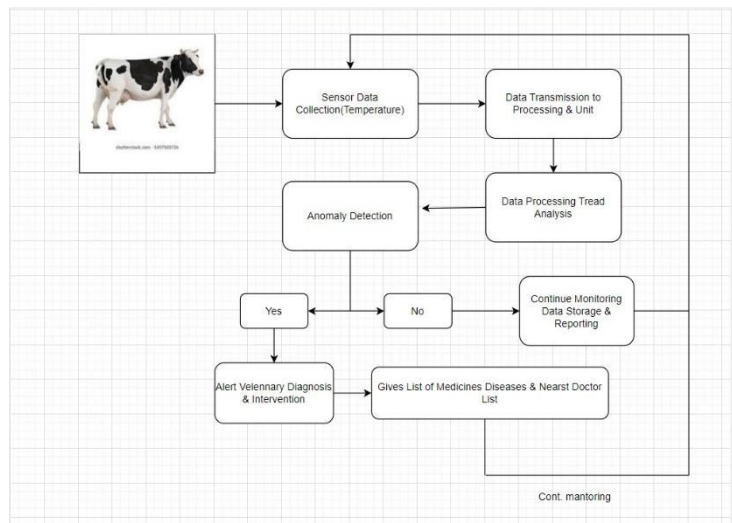 Sensor Data
Collection(Temperature)
Data Transmission to
Processing & Unit
Data Processing Tread
Analysis
Anomaly Detection
Yes
No
Continue Monitoring
Data Storage &
Reporting
Alert Velennary Diagnosis
& Intervention
Gives List of Medicines Diseases & Nearst Doctor
List
Cont. mantoring